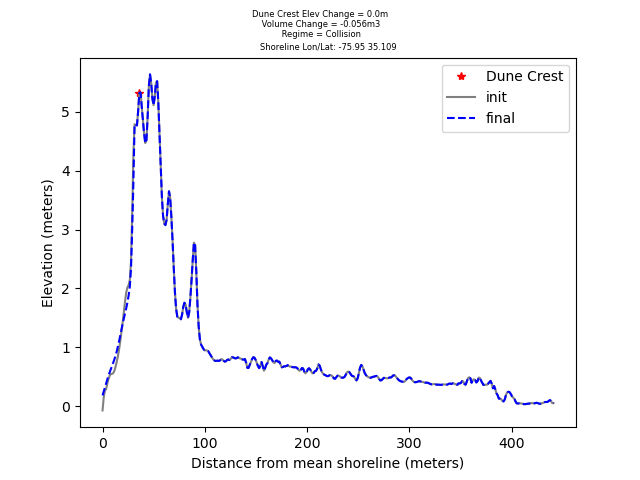 Dune Crest Elev Change = 0.0m
Volume Change = -0.056m3
Regime = Collision
Shoreline Lon/Lat: -75.95 35.109
Dune Crest
init
final
Elevation (meters)
5
4
3
2
1
0
0 100 200 300 400
Distance from mean shoreline (meters)